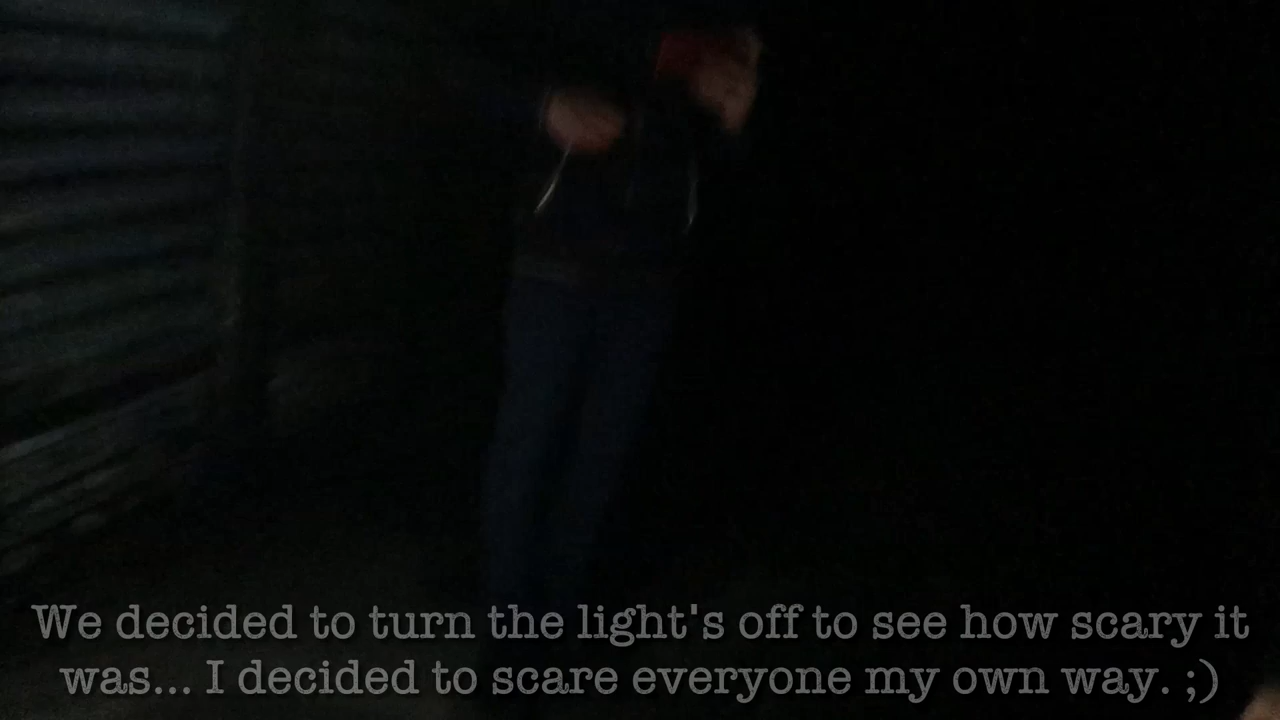 We decided to turn the light's off to see how scary it
was... I decided to scare everyone my own way. ;)